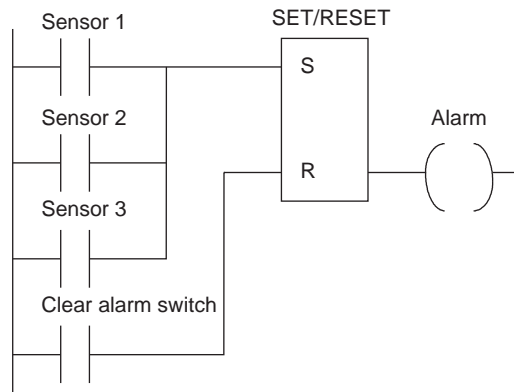 Sensor 1
SET/RESET
S
Sensor 2
Alarm
R
Sensor 3
Clear alarm switch